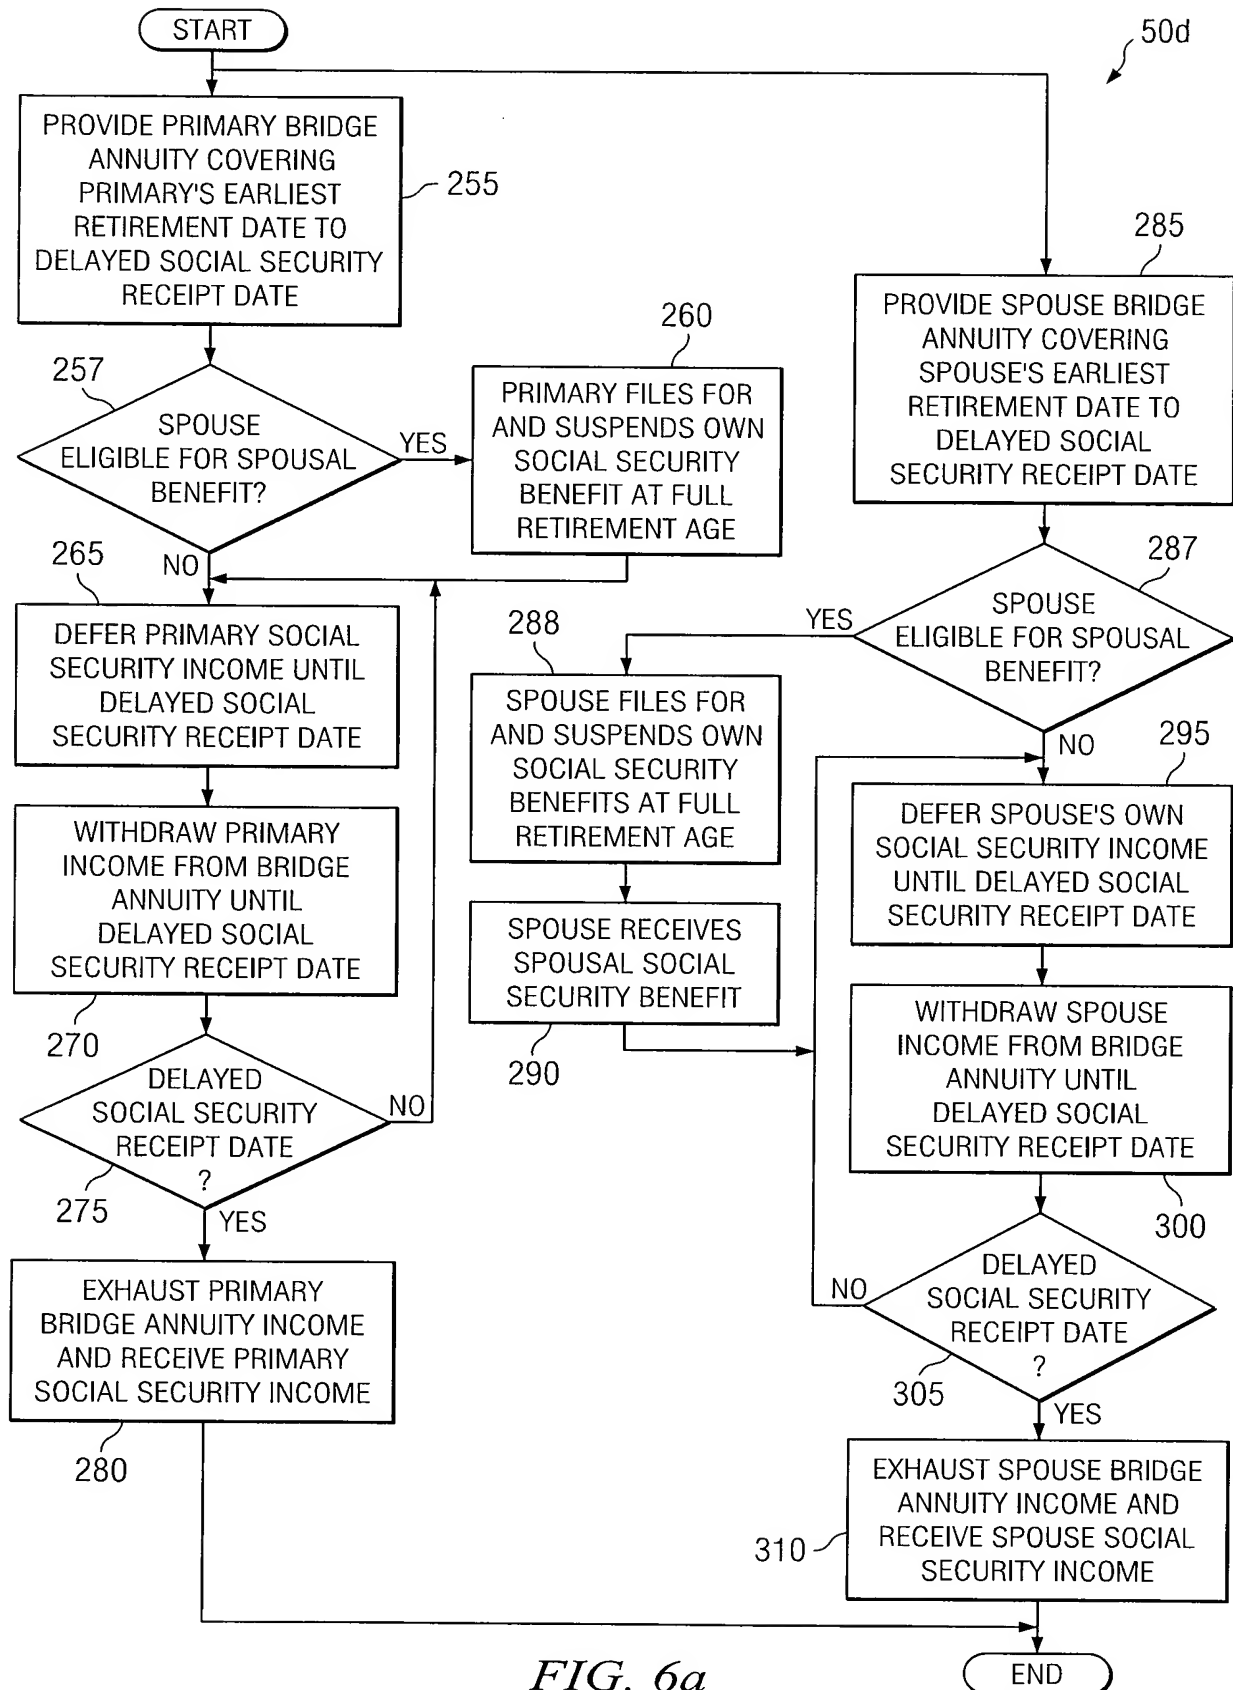 START
50d
PROVIDE PRIMARY BRIDGE
ANNUITY COVERING
PRIMARY'S EARLIEST
RETIREMENT DATE TO
DELAYED SOCIAL SECURITY
RECEIPT DATE
255
257
SPOUSE
ELIGIBLE FOR SPOUSAL
BENEFIT?
YES
NO
260
PRIMARY FILES FOR
AND SUSPENDS OWN
SOCIAL SECURITY
BENEFIT AT FULL
RETIREMENT AGE
265
DEFER PRIMARY SOCIAL
SECURITY INCOME UNTIL
DELAYED SOCIAL
SECURITY RECEIPT DATE
WITHDRAW PRIMARY
INCOME FROM BRIDGE
ANNUITY UNTIL
DELAYED SOCIAL
SECURITY RECEIPT DATE
270
DELAYED
SOCIAL SECURITY
RECEIPT DATE
?
NO
275
YES
EXHAUST PRIMARY
BRIDGE ANNUITY INCOME
AND RECEIVE PRIMARY
SOCIAL SECURITY INCOME
280
285
PROVIDE SPOUSE BRIDGE
ANNUITY COVERING
SPOUSE'S EARLIEST
RETIREMENT DATE TO
DELAYED SOCIAL
SECURITY RECEIPT DATE
287
SPOUSE
ELIGIBLE FOR SPOUSAL
BENEFIT?
YES
NO
288
SPOUSE FILES FOR
AND SUSPENDS OWN
SOCIAL SECURITY
BENEFITS AT FULL
RETIREMENT AGE
SPOUSE RECEIVES
SPOUSAL SOCIAL
SECURITY BENEFIT
290
295
DEFER SPOUSE'S OWN
SOCIAL SECURITY INCOME
UNTIL DELAYED SOCIAL
SECURITY RECEIPT DATE
WITHDRAW SPOUSE
INCOME FROM BRIDGE
ANNUITY UNTIL
DELAYED SOCIAL
SECURITY RECEIPT DATE
300
DELAYED
SOCIAL SECURITY
RECEIPT DATE
?
NO
305
YES
EXHAUST SPOUSE BRIDGE
ANNUITY INCOME AND
RECEIVE SPOUSE SOCIAL
SECURITY INCOME
310
END
FIG. 6a